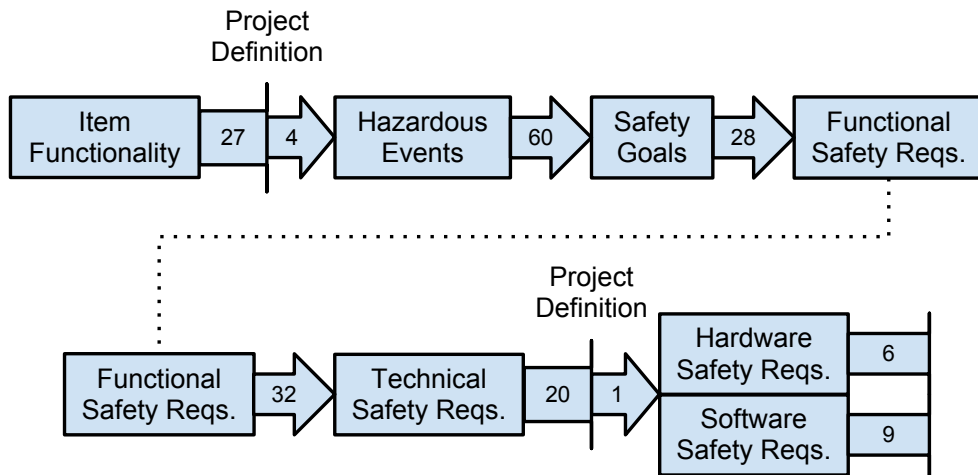 Project
Definition
Item
Functionality
27
4
Hazardous
Events
60
Safety
Goals
28
Functional
Safety Reqs.
Project
Definition
Functional
Safety Reqs.
32
Technical
Safety Reqs.
20
1
Hardware
Safety Reqs.
6
Software
Safety Reqs.
9